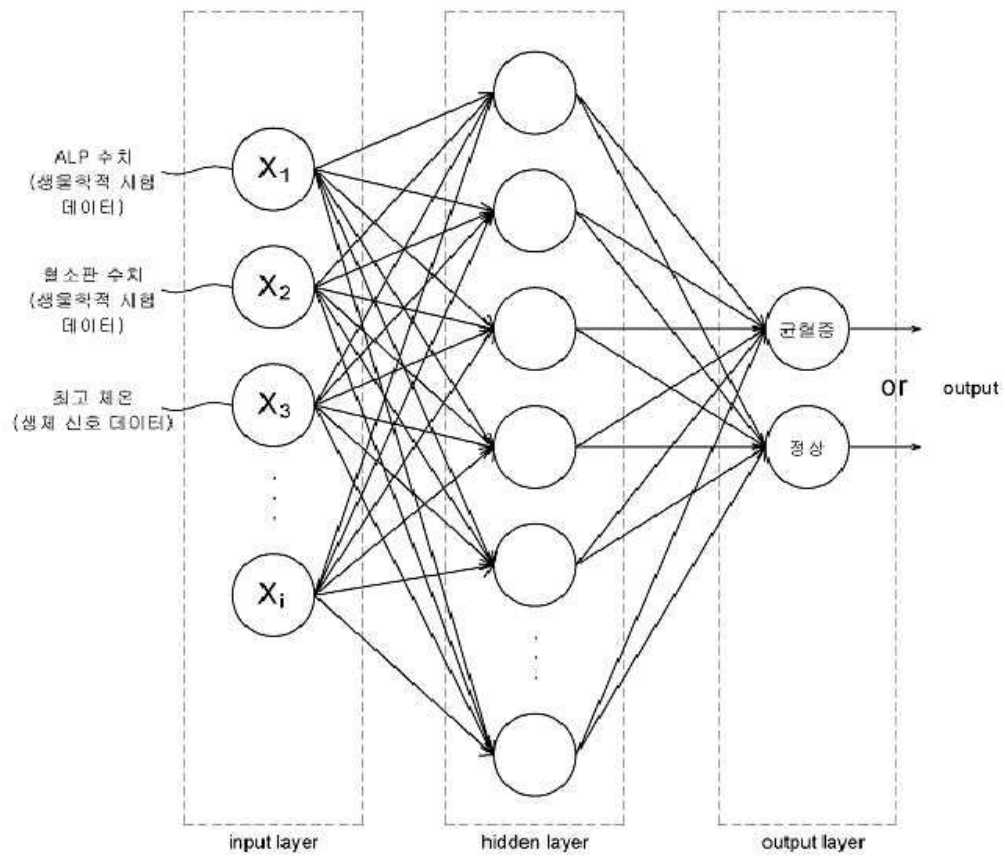 ALP 수치
(생물학적 시험
데이터)
X1
혈소판 수치
(생물학적 시험
데이터)
X2
최고 체온
(생체 신호 데이터)
X3
Xi
균혈증
or
output
정상
input layer
hidden layer
output layer